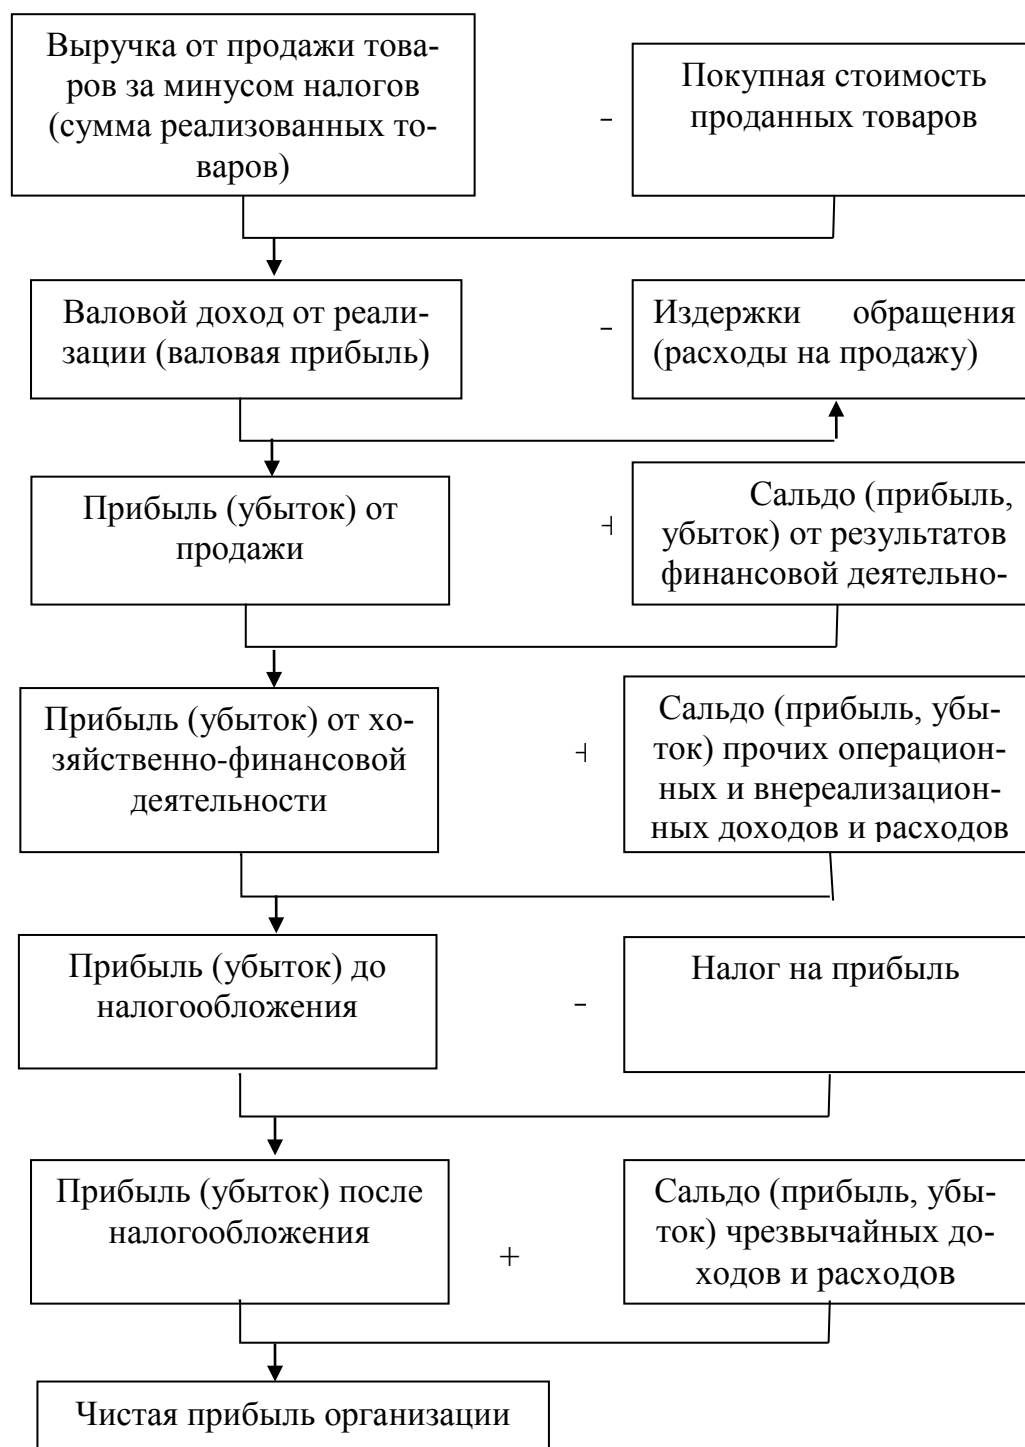 Выручка от продажи това-
ров за минусом налогов
(сумма реализованных то-
варов)
-
Покупная стоимость
проданных товаров
Валовой доход от реали-
зации (валовая прибыль)
-
Издержки обращения
(расходы на продажу)
Прибыль (убыток) от
продажи
+
Сальдо (прибыль,
убыток) от результатов
финансовой деятельно-
Прибыль (убыток) от хо-
зяйственно-финансовой
деятельности
+
Сальдо (прибыль, убы-
ток) прочих операцион-
ных и внереализацион-
ных доходов и расходов
Прибыль (убыток) до
налогообложения
-
Налог на прибыль
Прибыль (убыток) после
налогообложения
+
Сальдо (прибыль, убы-
ток) чрезвычайных до-
ходов и расходов
Чистая прибыль организации